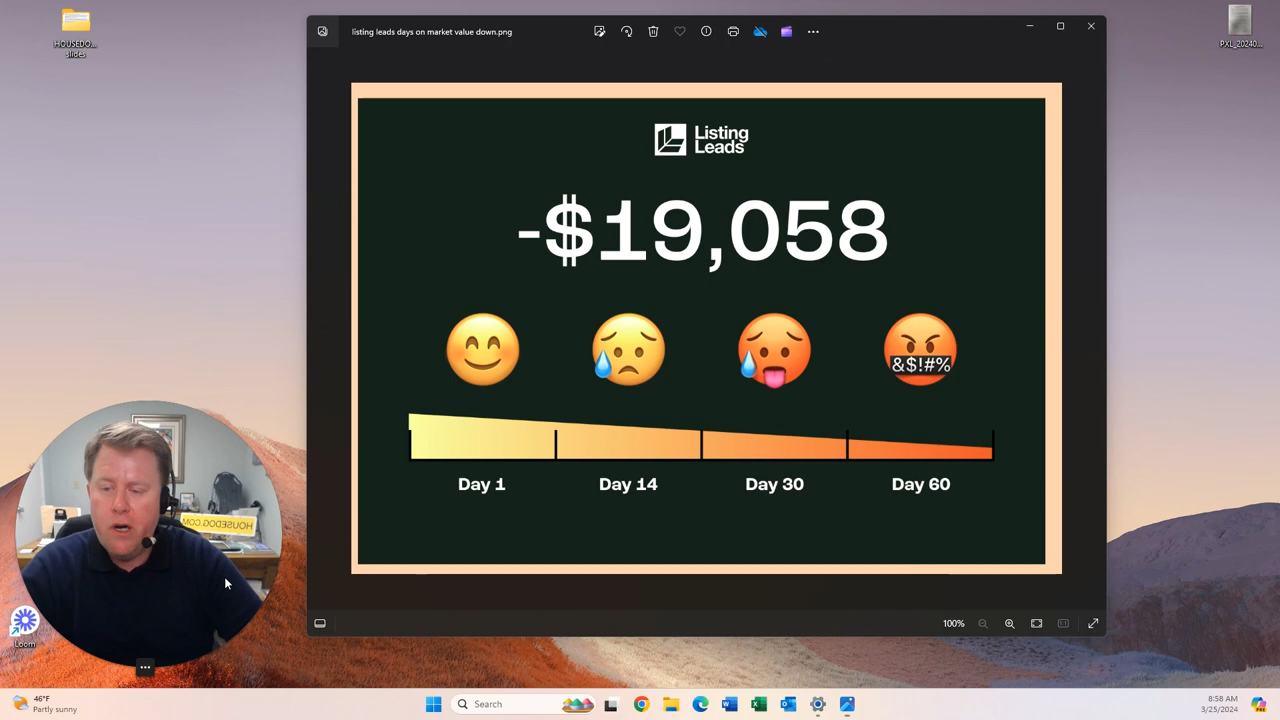 HOUSEDO...
slides
listing leads days on market value down.png
PXL_20240...
Listing
Leads
-$19,058
&$!#%
Day 1
Day 14
Day 30
Day 60
HOUSEDOG.COM
Loom
100%
46°F
Partly sunny
Search
8:58 AM
3/25/2024